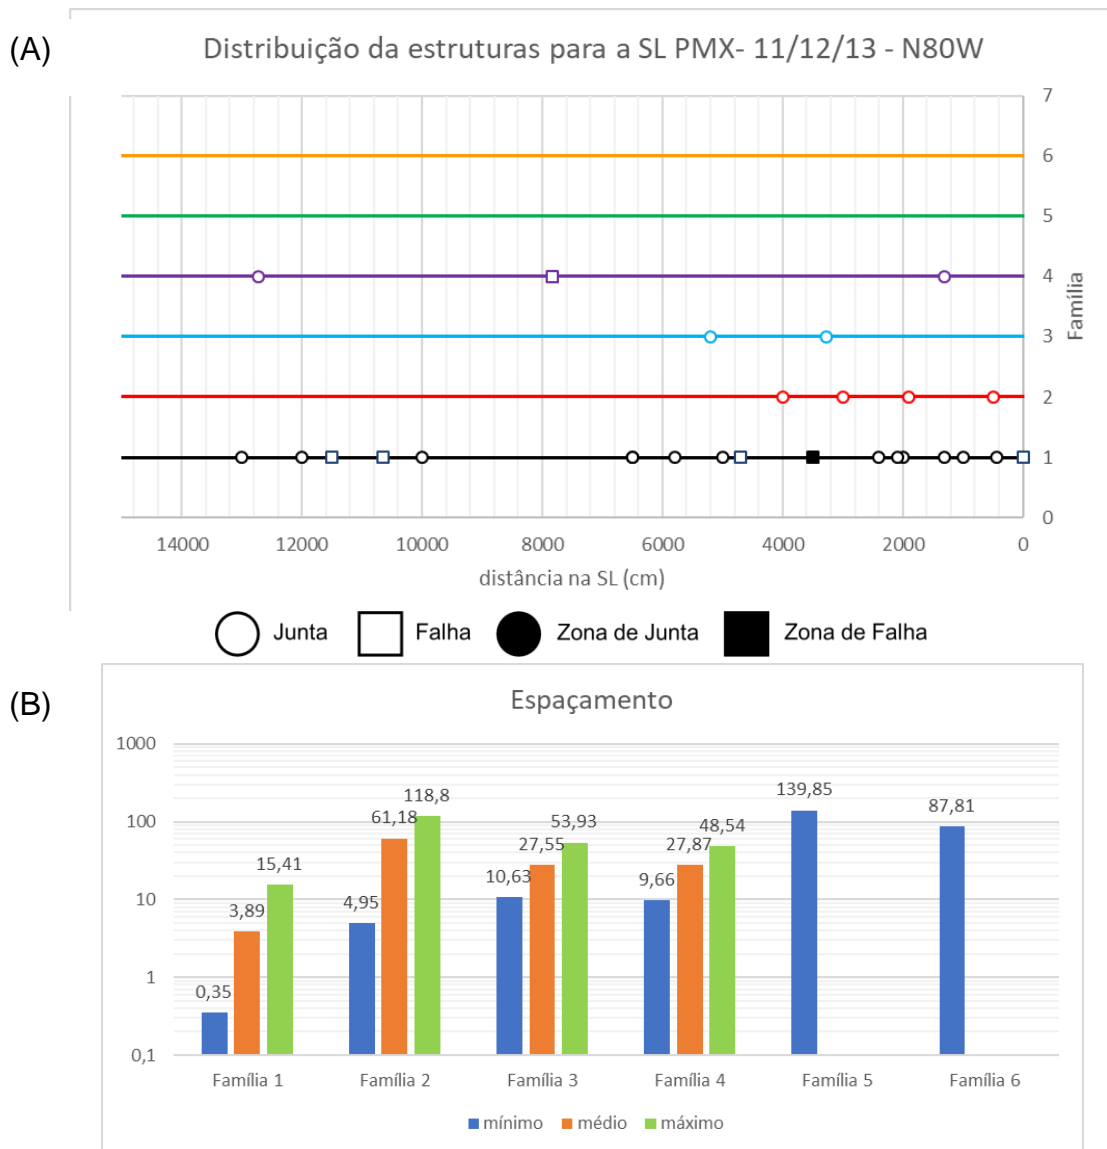 (A)
Distribuição da estruturas para a SL PMX- 11/12/13 - N80W
7
6
5
4
3
2
1
0
Família
14000 12000 10000 8000 6000 4000 2000 0
distância na SL (cm)
Junta Falha Zona de Junta Zona de Falha
(B)
Espaçamento
1000
100
10
1
0,1
0,35 3,89 15,41
4,95 61,18 118,8
10,63 27,55 53,93
9,66 27,87 48,54
139,85
87,81
Família 1 Família 2 Família 3 Família 4 Família 5 Família 6
mínimo médio máximo